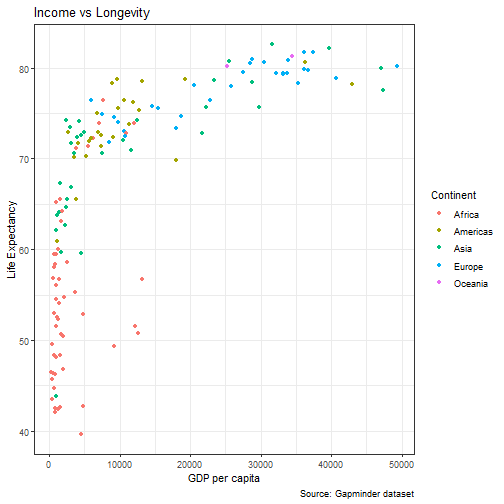 Income vs Longevity
Life Expectancy
80
70
60
50
40
0
10000
20000
30000
40000
50000
GDP per capita
Continent
Africa
Americas
Asia
Europe
Oceania
Source: Gapminder dataset